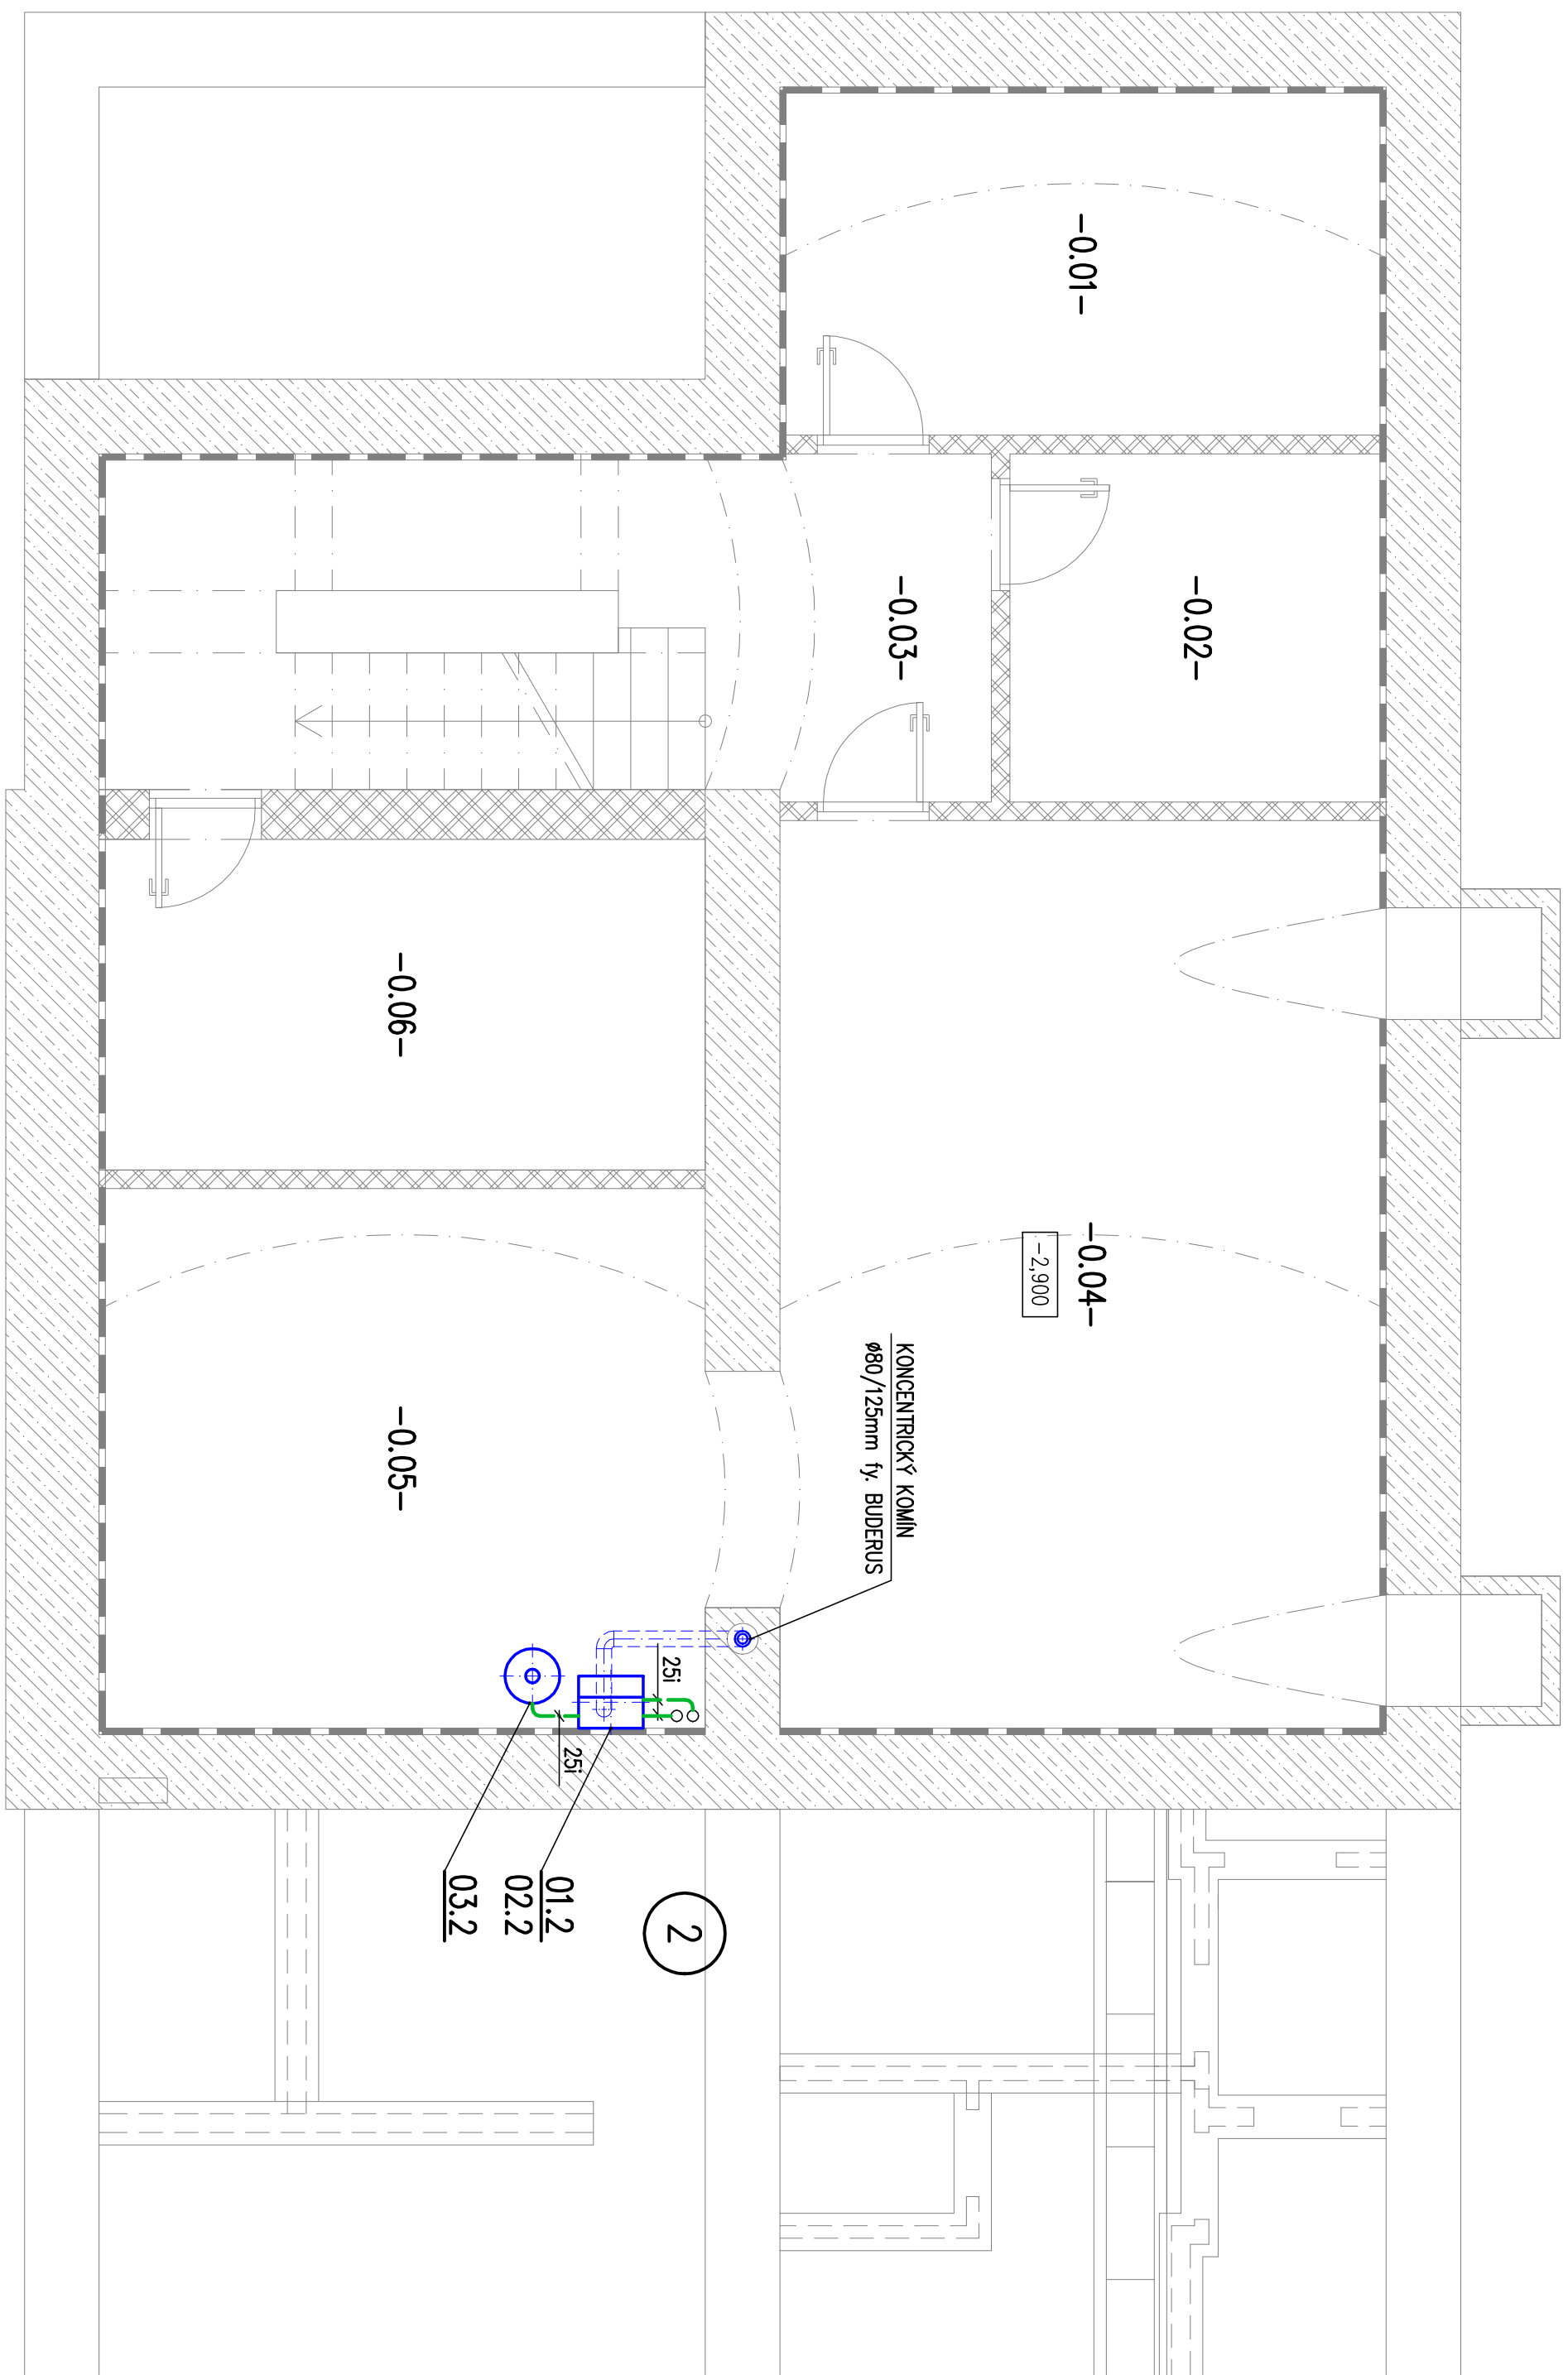 -0.01-
-0.02-
-0.03-
-0.04-
-2,900
-0.06-
-0.05-
KONCENTRICKÝ KOMÍN
ø80/125mm fy. BUDERUS
25i
25i
01.2
02.2
03.2
2